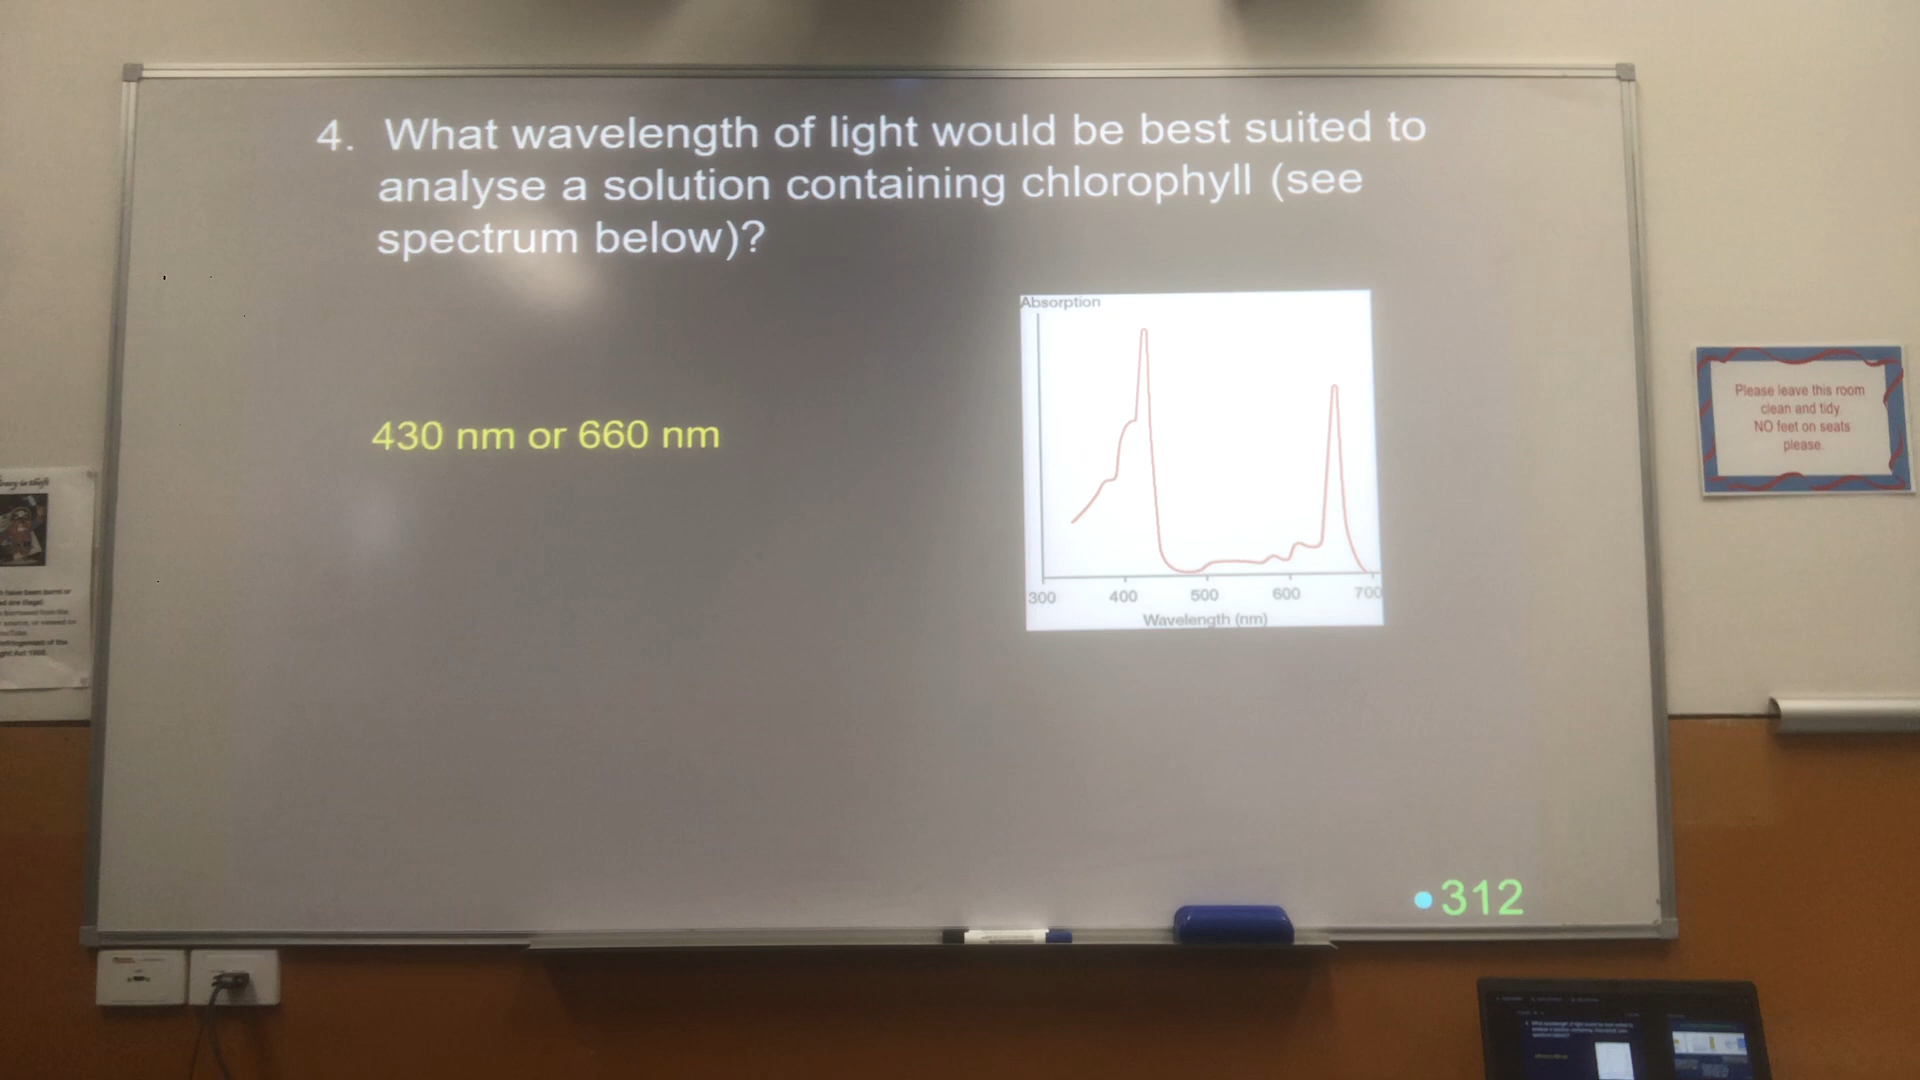 4. What wavelength of light would be best suited to
analyse a solution containing chlorophyll (see
spectrum below)?
430 nm or 660 nm
Absorption
300 400 500 600 700
Wavelength (nm)
•312
Please leave this room
clean and tidy.
NO feet on seats
please.